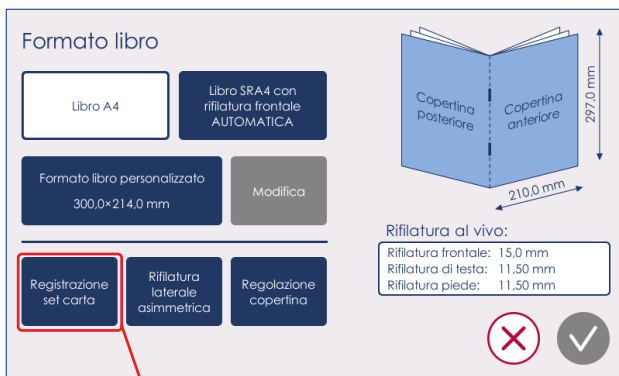 Formato libro
Libro A4
Libro SRA4 con
rifilatura frontale
AUTOMATICA
Formato libro personalizzato
300,0×214,0 mm
Modifica
Registrazione
set carta
Rifilatura
laterale
asimmetrica
Regolazione
copertina
Copertina
posteriore
Copertina
anteriore
297,0 mm
210,0 mm
Rifilatura al vivo:
Rifilatura frontale: 15,0 mm
Rifilatura di testa: 11,50 mm
Rifilatura piede: 11,50 mm